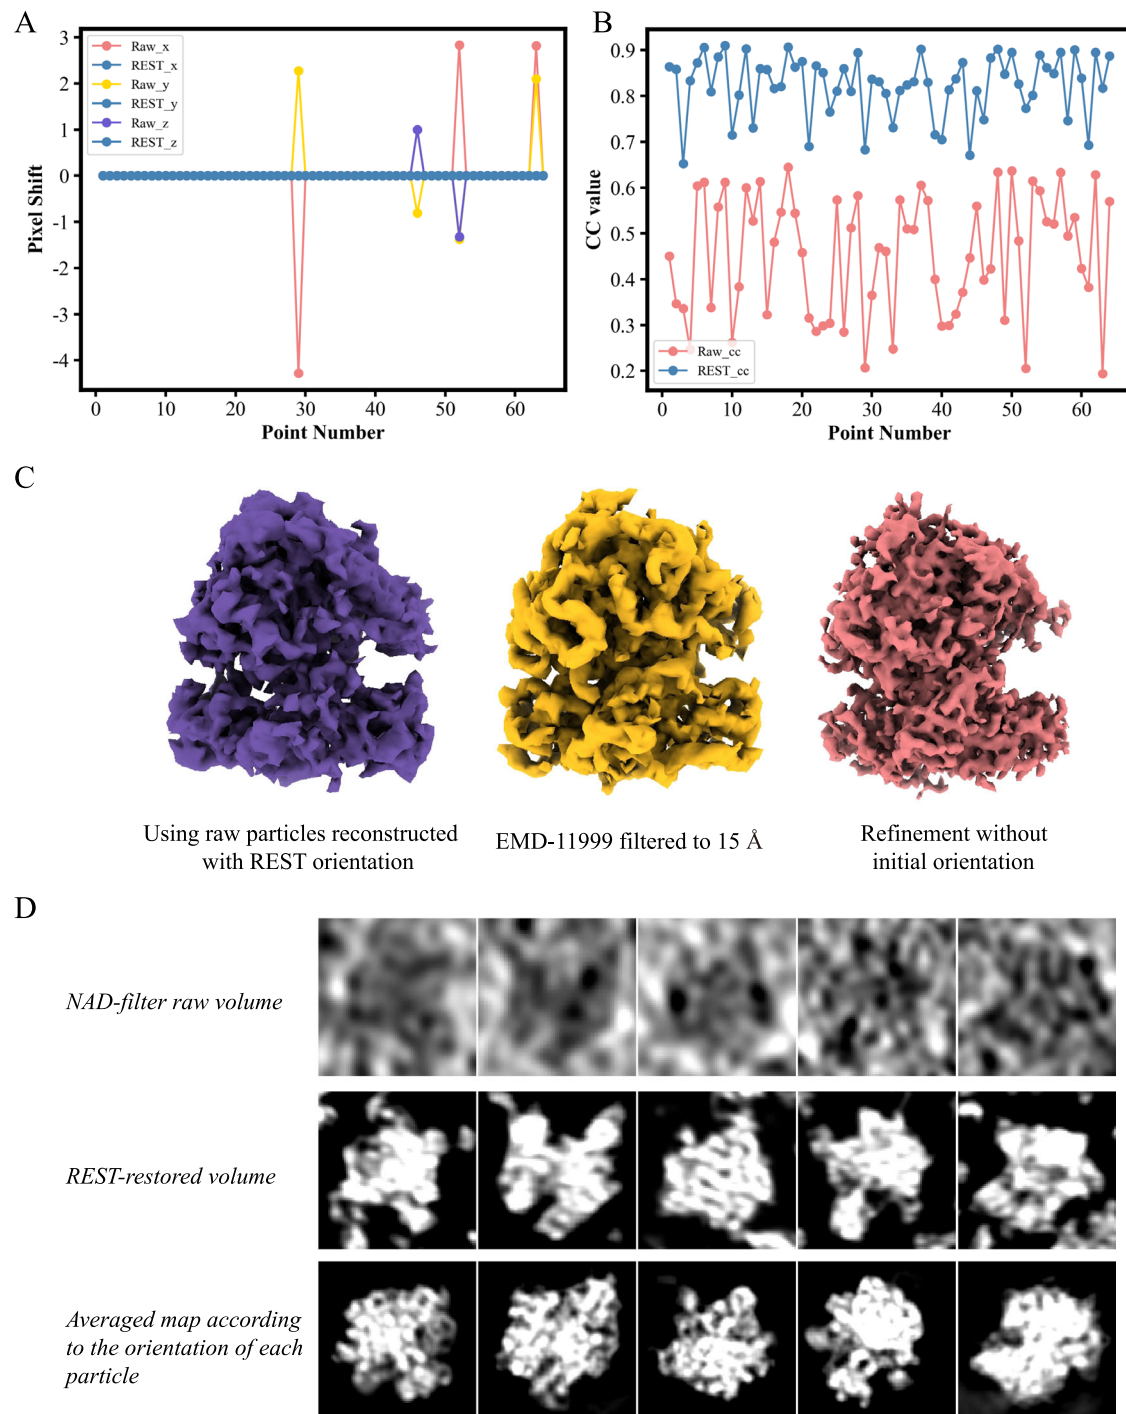 A
B
3
2
1
0
-1
-2
-3
-4
Pixel Shift
Raw_x
REST_x
Raw_y
REST_y
Raw_z
REST_z
0 10 20 30 40 50 60
Point Number
0.9
0.8
0.7
0.6
0.5
0.4
0.3
0.2
CC value
Raw_cc
REST_cc
0 10 20 30 40 50 60
Point Number
C
Using raw particles reconstructed
with REST orientation
EMD-11999 filtered to 15 Å
Refinement without
initial orientation
D
NAD-filter raw volume
REST-restored volume
Averaged map according
to the orientation of each
particle